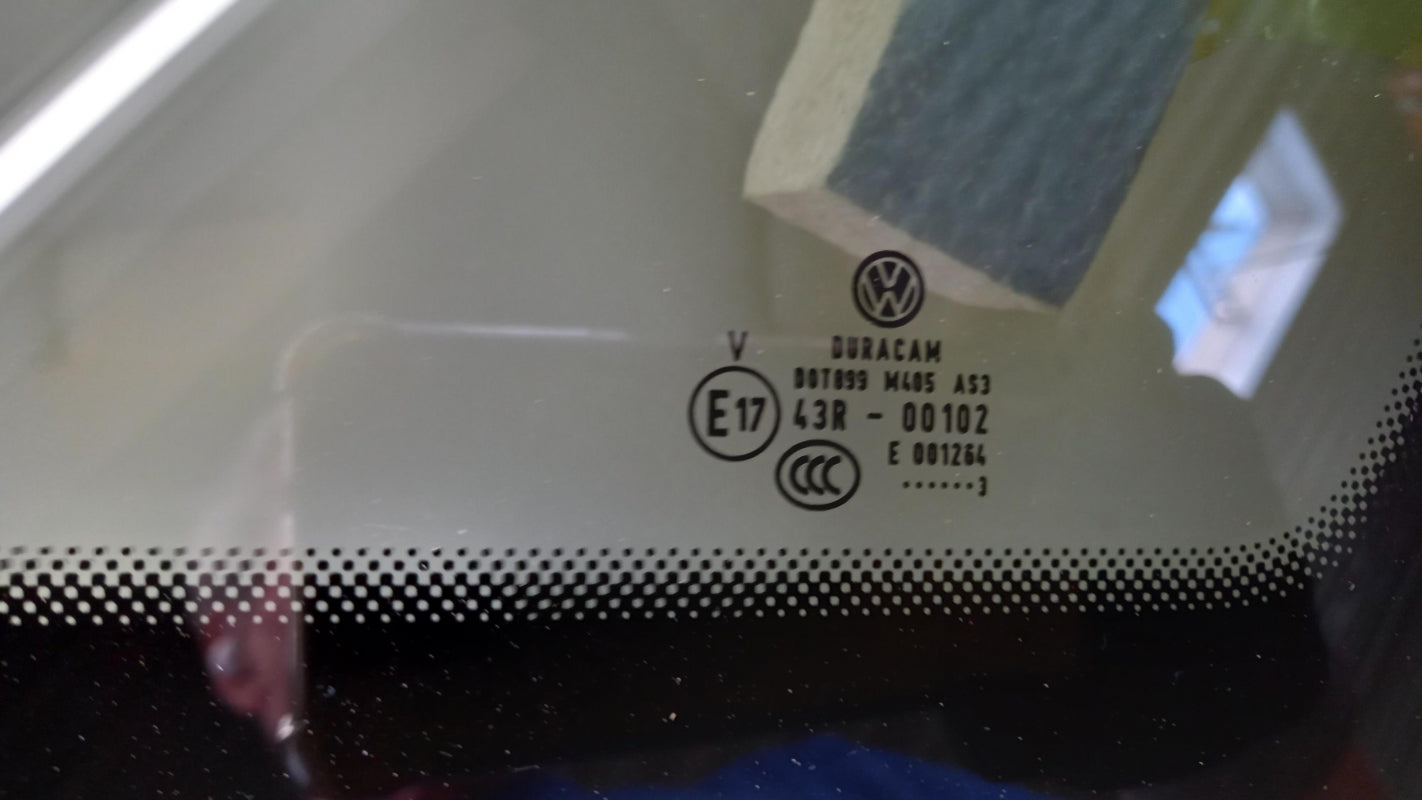 V
DURACAM
DOT899 M405 AS3
E17 43R - 00102
E 001264
CCC
······3